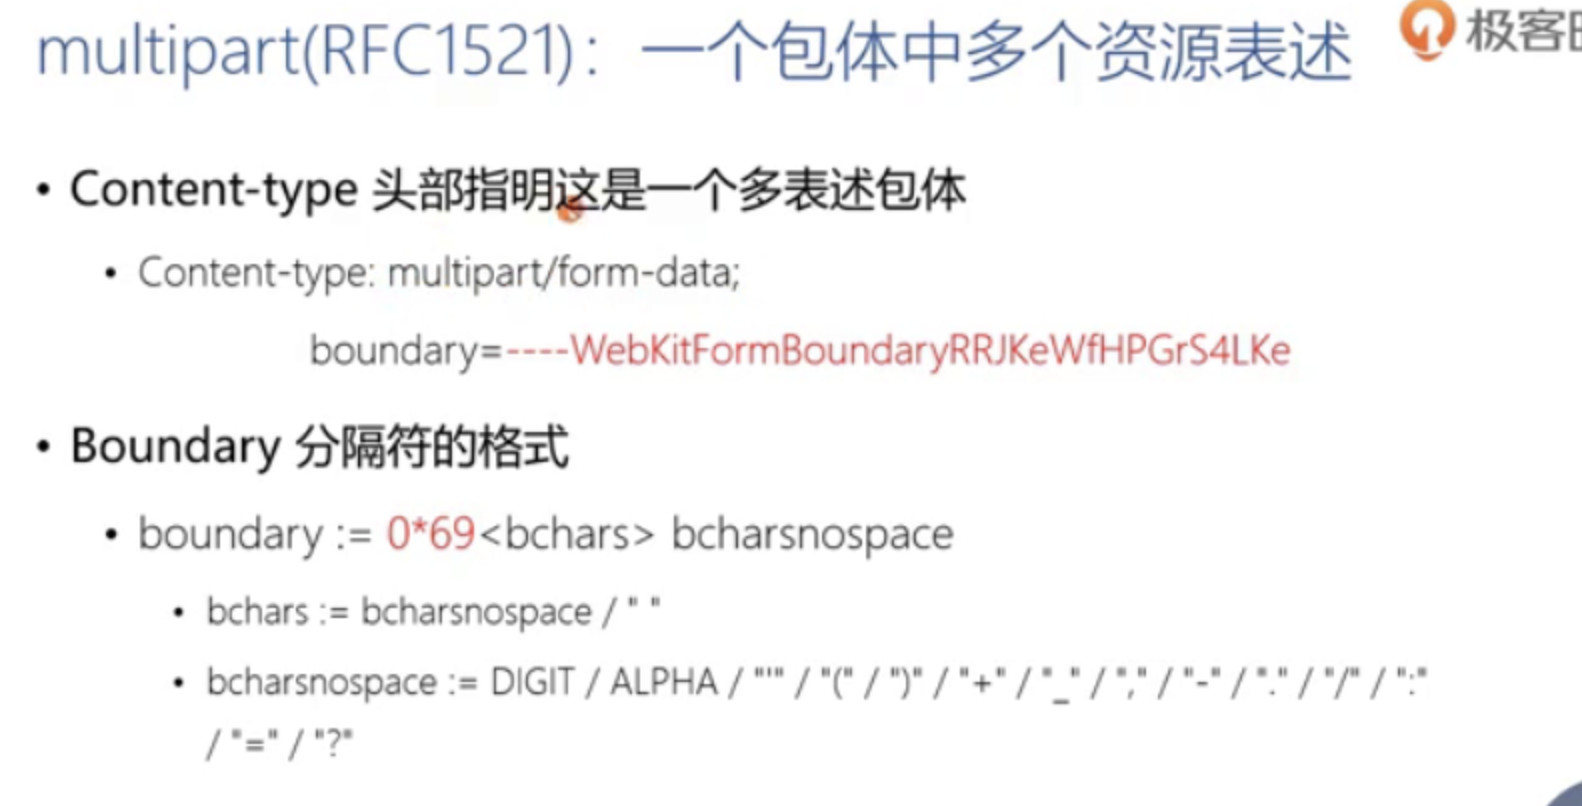 multipart(RFC1521)：一个包体中多个资源表述
极客
• Content-type 头部指明这是一个多表述包体
• Content-type: multipart/form-data;
boundary=----WebKitFormBoundaryRRJKeWfHPGrS4LKe
• Boundary 分隔符的格式
• boundary := 0*69<bchars> bcharsnospace
• bchars := bcharsnospace / " "
• bcharsnospace := DIGIT / ALPHA / "'" / "(" / ")" / "+" / "_" / "," / "-" / "." / "/" / ":"
/ "=" / "?"